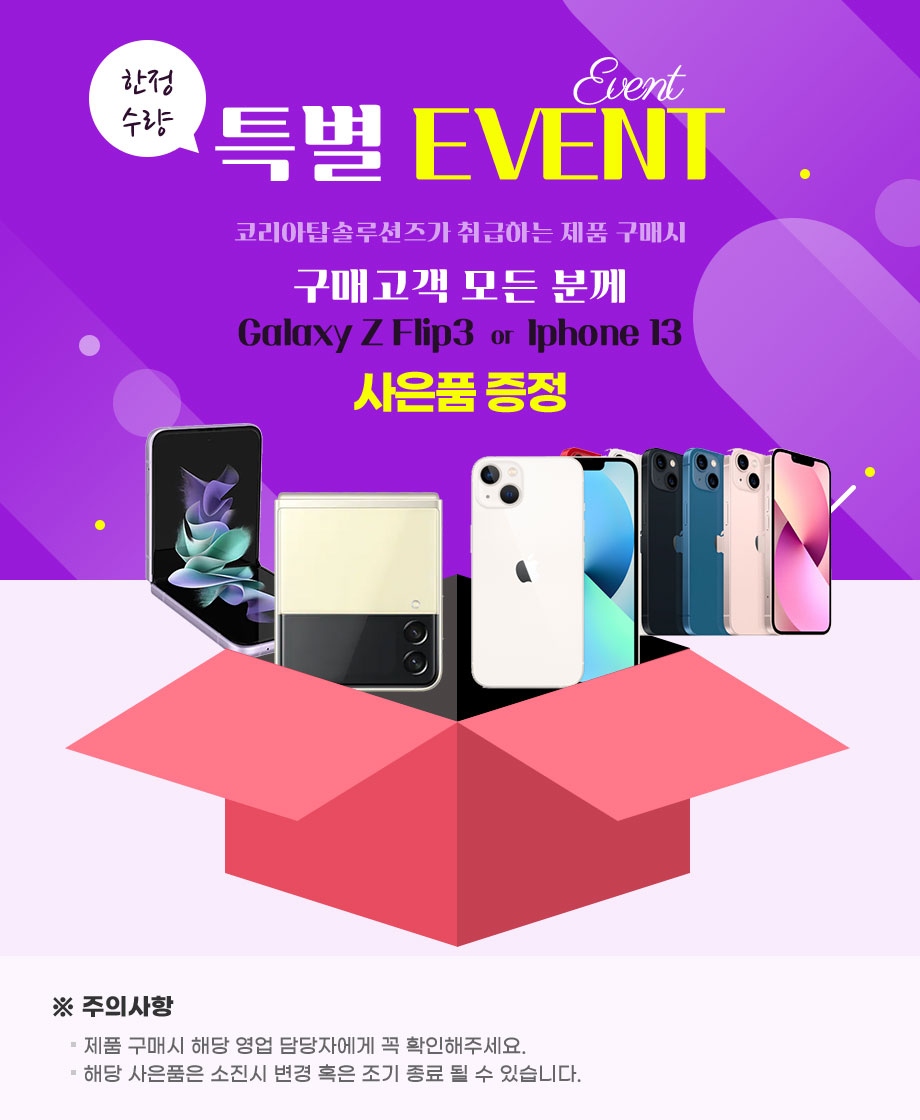 한정
수량
Event
특별 EVENT
코리아탑솔루션즈가 취급하는 제품 구매시
구매고객 모든 분께
Galaxy Z Flip3 or Iphone 13
사은품 증정
※ 주의사항
제품 구매시 해당 영업 담당자에게 꼭 확인해주세요.
해당 사은품은 소진시 변경 혹은 조기 종료 될 수 있습니다.